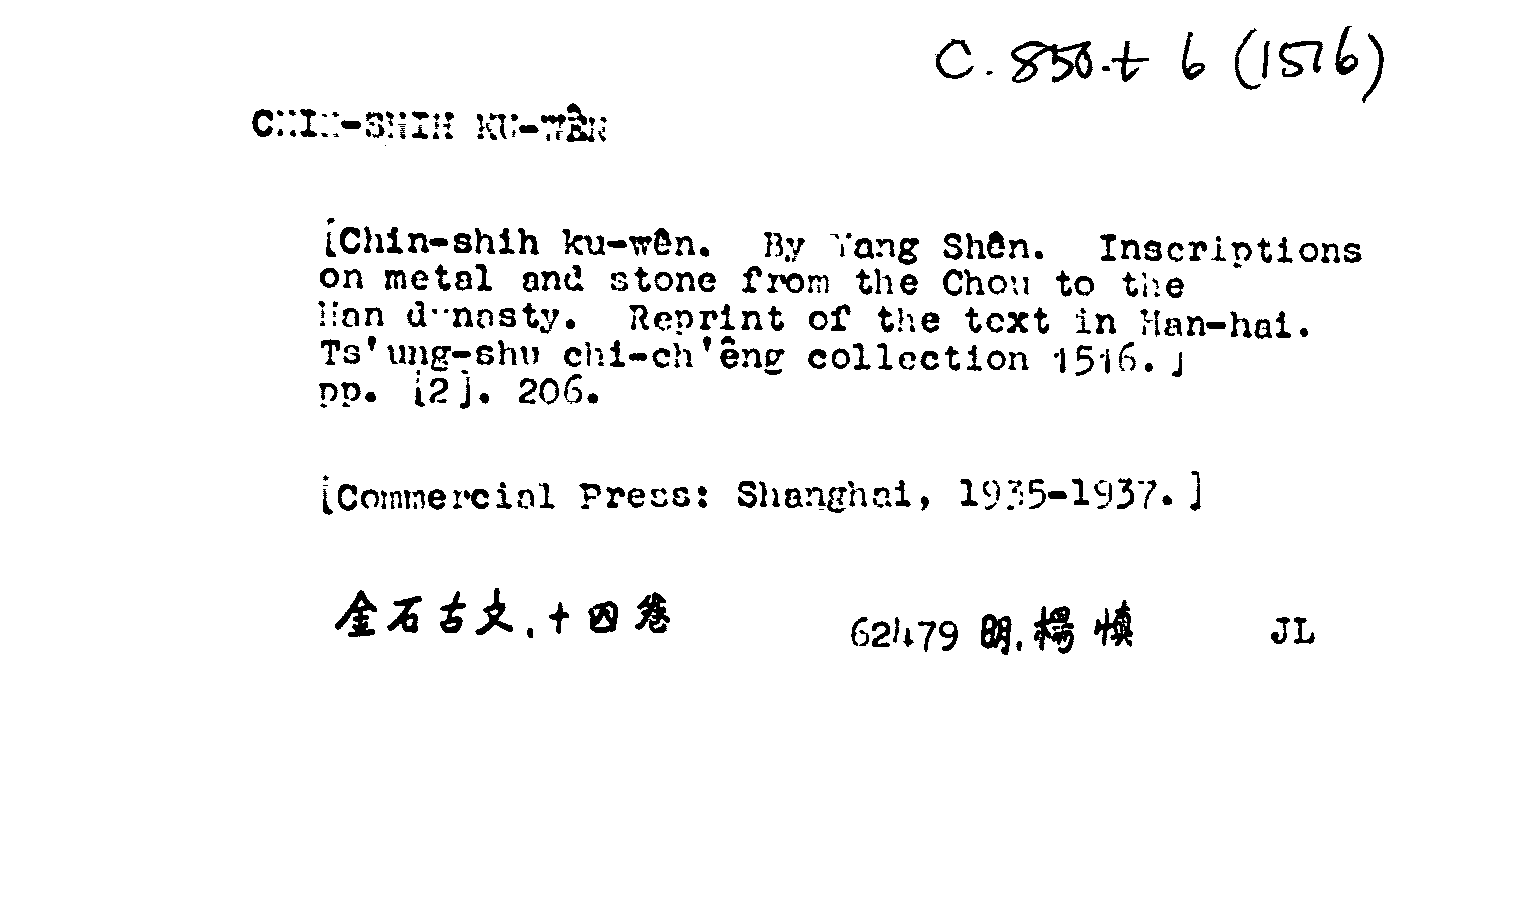 C. 850.t 6 (1516)
CHIN-SHIH KU-WÊN
[Chin-shih ku-wên. By Yang Shên. Inscriptions
on metal and stone from the Chou to the
Han dynasty. Reprint of the text in Han-hai.
Ts'ung-shu chi-ch'êng collection 1516.]
pp. [2]. 206.
[Commercial Press: Shanghai, 1935-1937.]
金石古文,十四卷
62479 明,楊慎 JL